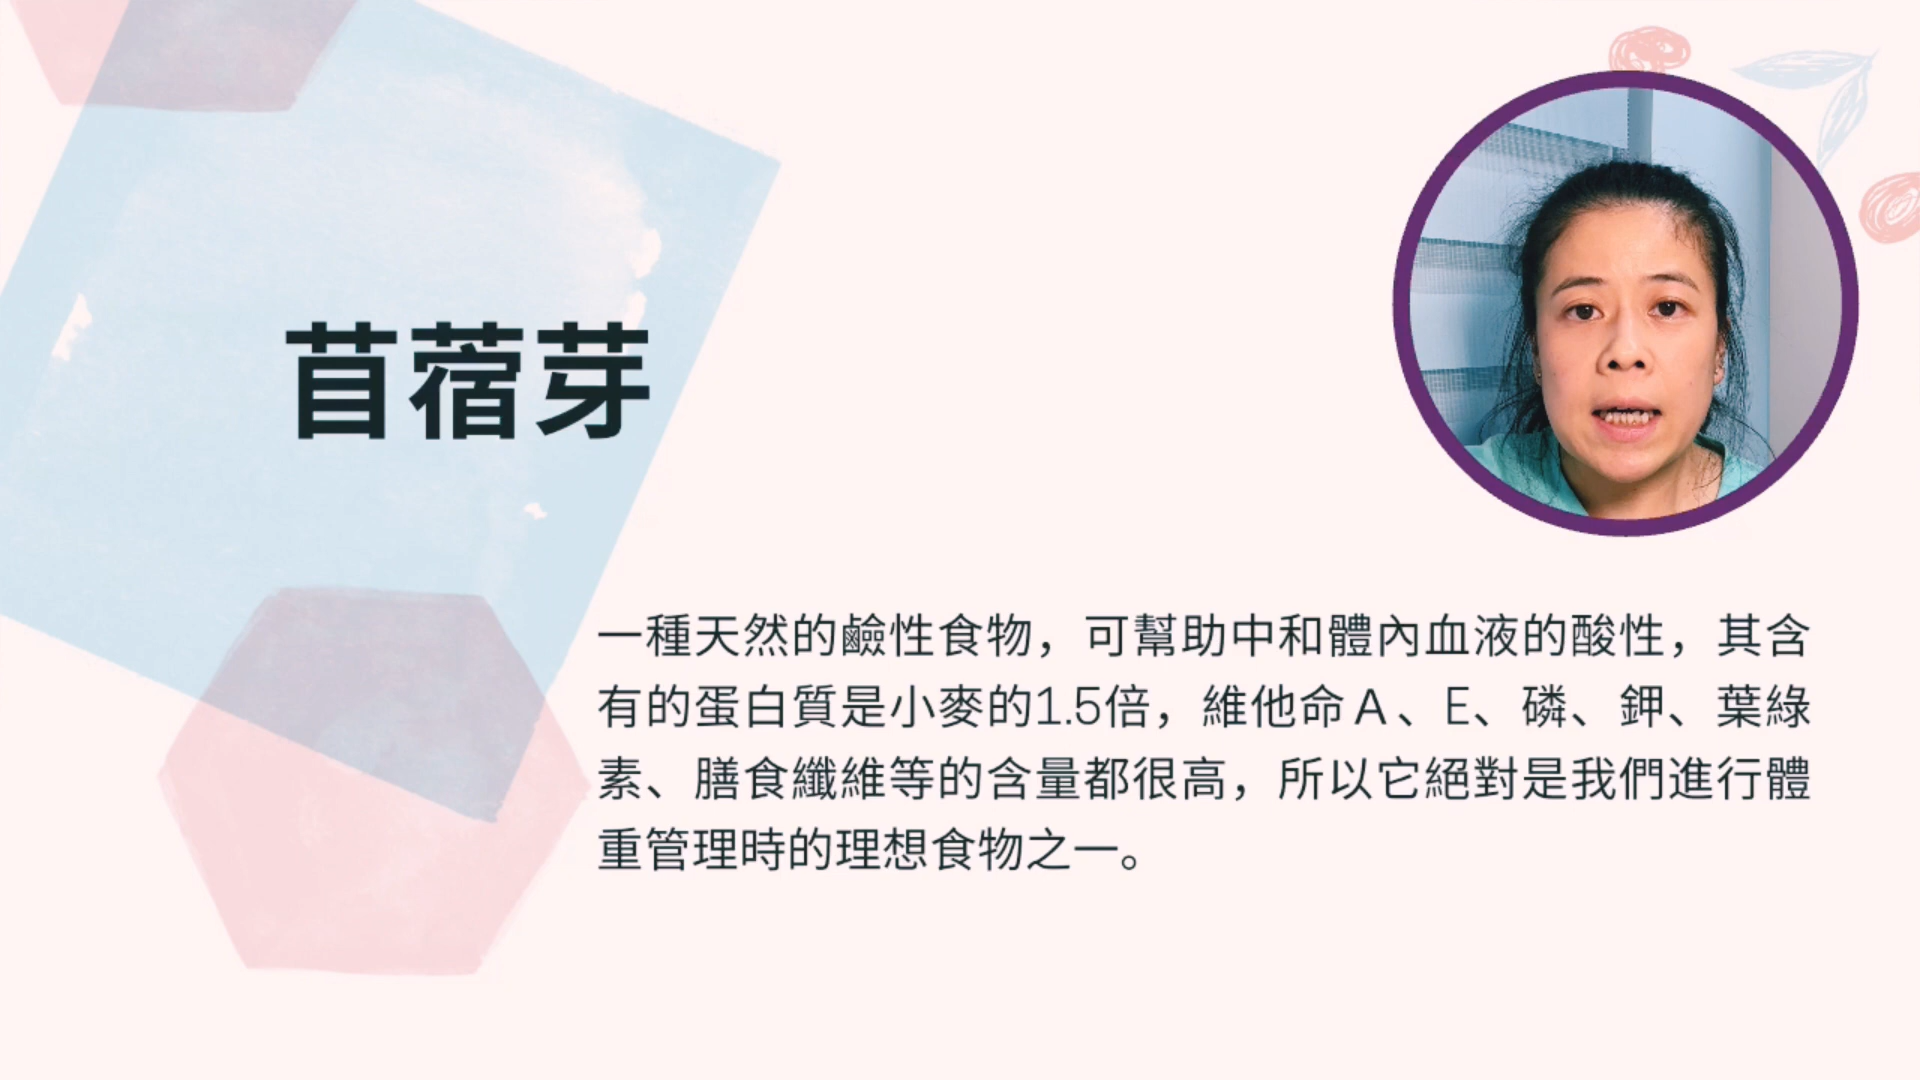 苜蓿芽
一種天然的鹼性食物，可幫助中和體內血液的酸性，其含
有的蛋白質是小麥的1.5倍，維他命A、E、磷、鉀、葉綠
素、膳食纖維等的含量都很高，所以它絕對是我們進行體
重管理時的理想食物之一。